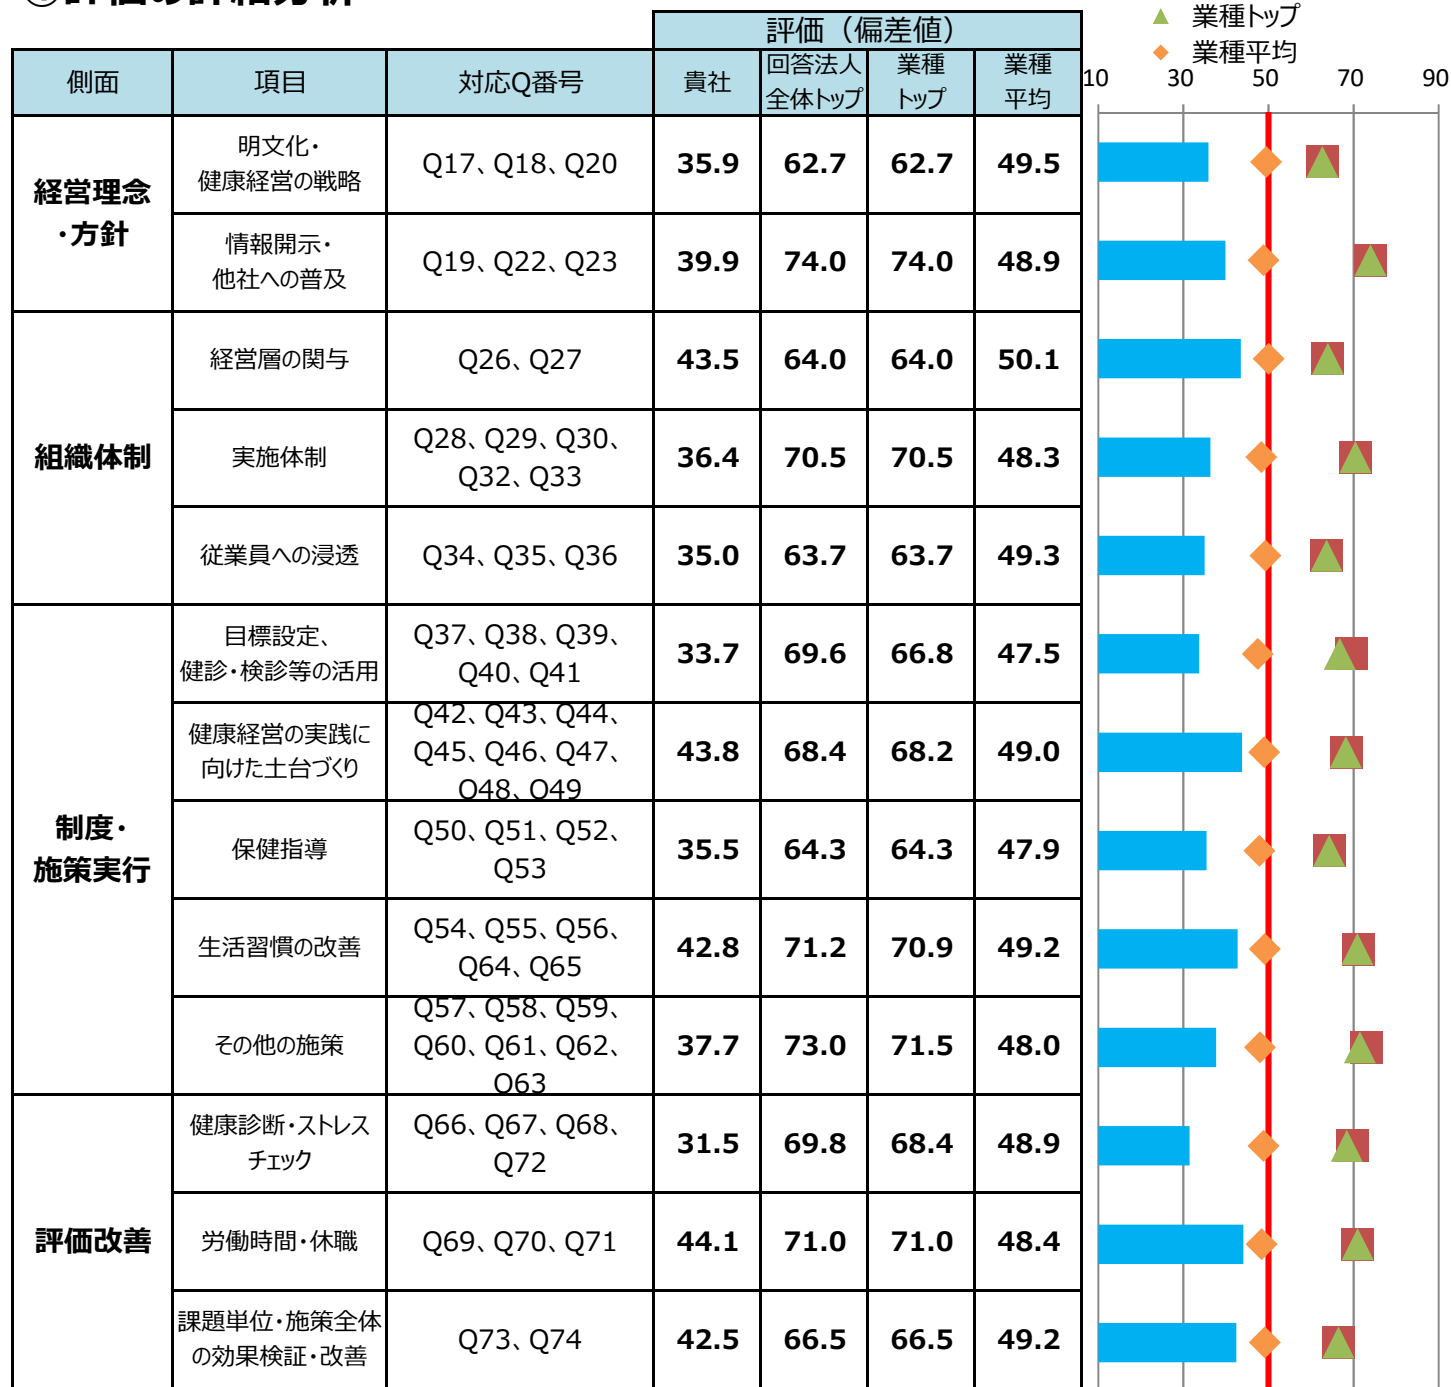 ①評価の詳細分析
▲ 業種トップ
◆ 業種平均
評価（偏差値）
側面 項目 対応Q番号 貴社 回答法人 業種 業種
全体トップ トップ 平均
10 30 50 70 90
明文化・
健康経営の戦略
Q17、Q18、Q20 35.9 62.7 62.7 49.5
経営理念
・方針
情報開示・
他社への普及
Q19、Q22、Q23 39.9 74.0 74.0 48.9
経営層の関与 Q26、Q27 43.5 64.0 64.0 50.1
組織体制
実施体制
Q28、Q29、Q30、
Q32、Q33
36.4 70.5 70.5 48.3
従業員への浸透 Q34、Q35、Q36 35.0 63.7 63.7 49.3
目標設定、
健診・検診等の活用
Q37、Q38、Q39、
Q40、Q41
33.7 69.6 66.8 47.5
健康経営の実践に
向けた土台づくり
Q42、Q43、Q44、
Q45、Q46、Q47、
Q48、Q49
43.8 68.4 68.2 49.0
制度・
施策実行
保健指導
Q50、Q51、Q52、
Q53
35.5 64.3 64.3 47.9
生活習慣の改善
Q54、Q55、Q56、
Q64、Q65
42.8 71.2 70.9 49.2
その他の施策
Q57、Q58、Q59、
Q60、Q61、Q62、
Q63
37.7 73.0 71.5 48.0
健康診断・ストレス
チェック
Q66、Q67、Q68、
Q72
31.5 69.8 68.4 48.9
評価改善
労働時間・休職 Q69、Q70、Q71 44.1 71.0 71.0 48.4
課題単位・施策全体
の効果検証・改善
Q73、Q74 42.5 66.5 66.5 49.2